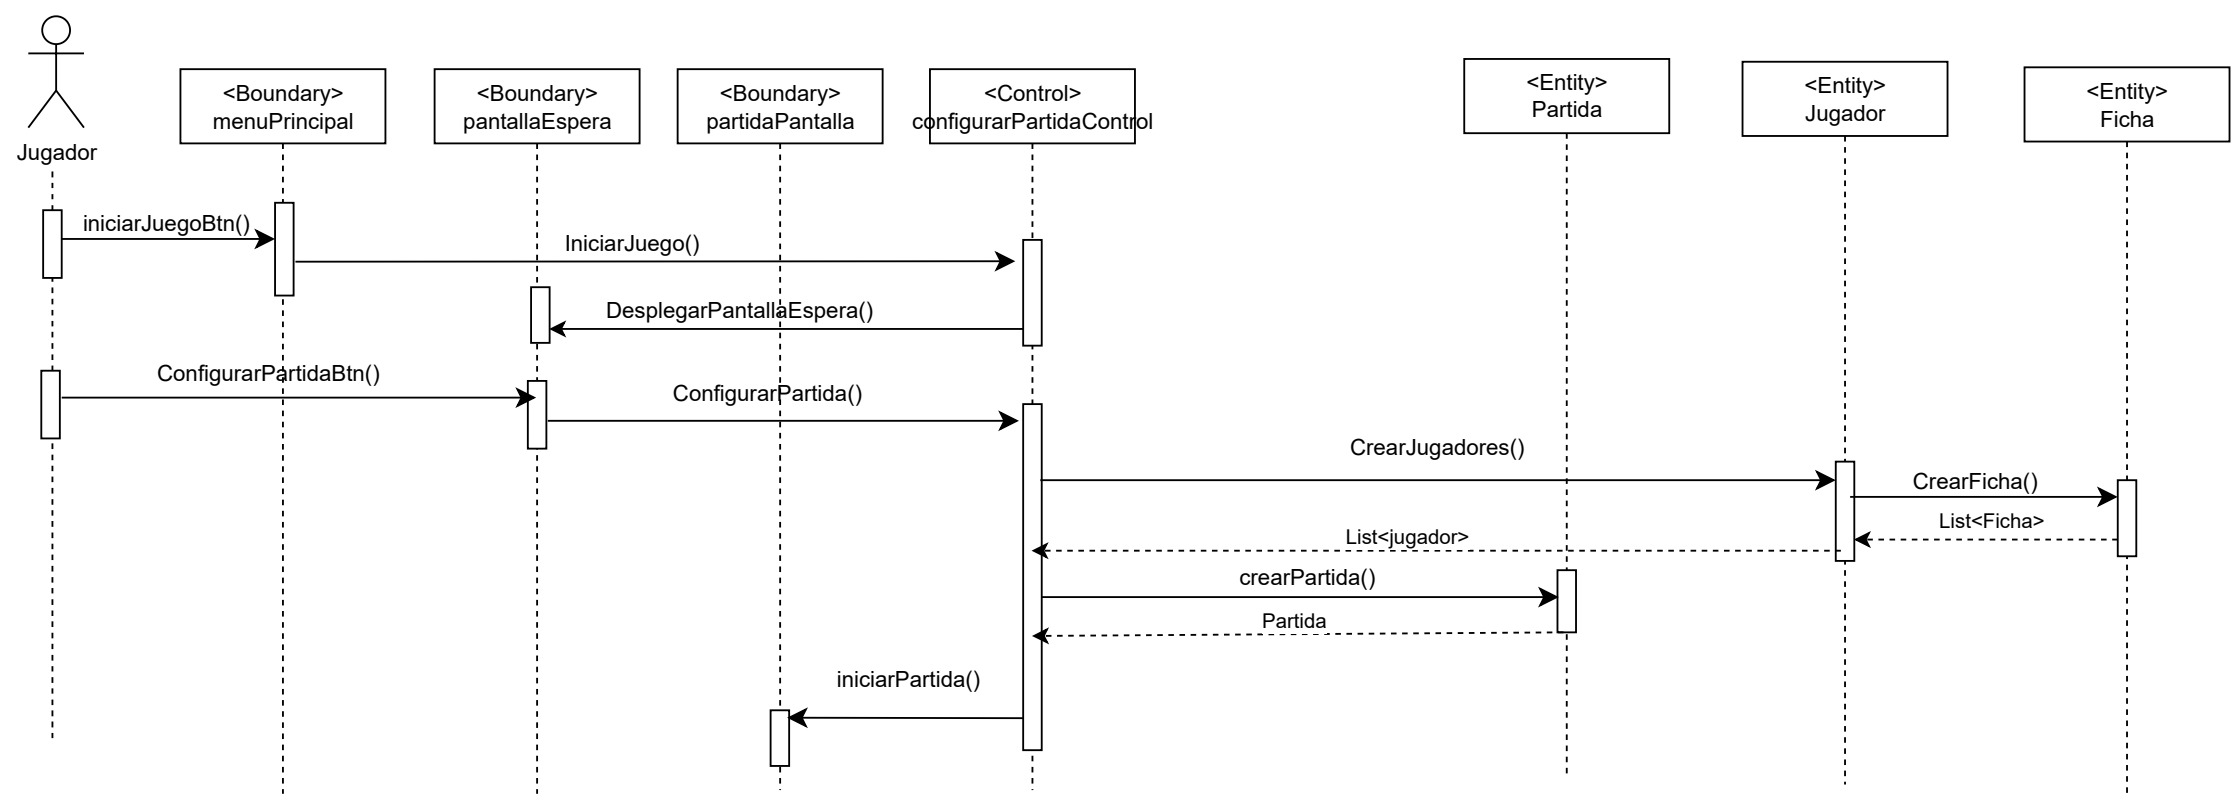 Jugador
<Boundary>
menuPrincipal
<Boundary>
pantallaEspera
<Boundary>
partidaPantalla
<Control>
configurarPartidaControl
<Entity>
Partida
<Entity>
Jugador
<Entity>
Ficha
iniciarJuegoBtn()
IniciarJuego()
DesplegarPantallaEspera()
ConfigurarPartidaBtn()
ConfigurarPartida()
CrearJugadores()
CrearFicha()
List<Ficha>
List<jugador>
crearPartida()
Partida
iniciarPartida()